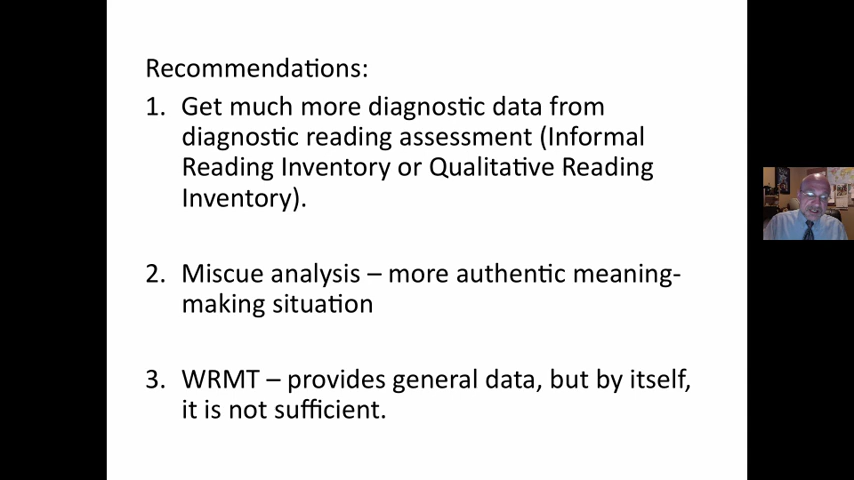 Recommendations:
1. Get much more diagnostic data from
diagnostic reading assessment (Informal
Reading Inventory or Qualitative Reading
Inventory).
2. Miscue analysis – more authentic meaning-
making situation
3. WRMT – provides general data, but by itself,
it is not sufficient.